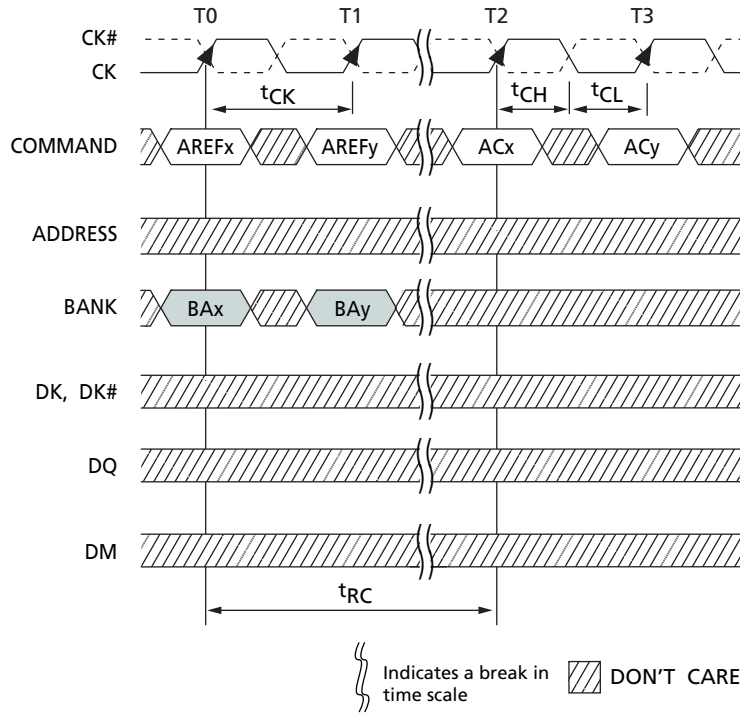 T0 T1 T2 T3
CK#
CK
tCK tCH tCL
COMMAND AREFx AREFy ACx ACy
ADDRESS
BANK BAx BAy
DK, DK#
DQ
DM
tRC
Indicates a break in
time scale
DON'T CARE